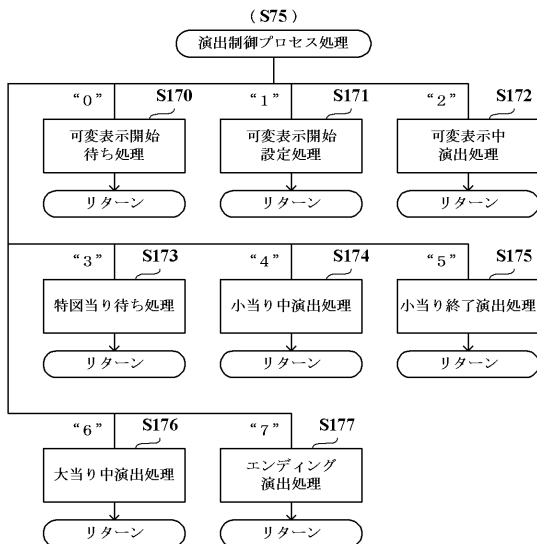 (S75)
演出制御プロセス処理
“0”
S170
“1”
S171
“2”
S172
可変表示開始
待ち処理
可変表示開始
設定処理
可変表示中
演出処理
リターン
リターン
リターン
“3”
S173
“4”
S174
“5”
S175
特図当り待ち処理
小当り中演出処理
小当り終了演出処理
リターン
リターン
リターン
“6”
S176
“7”
S177
大当り中演出処理
エンディング
演出処理
リターン
リターン